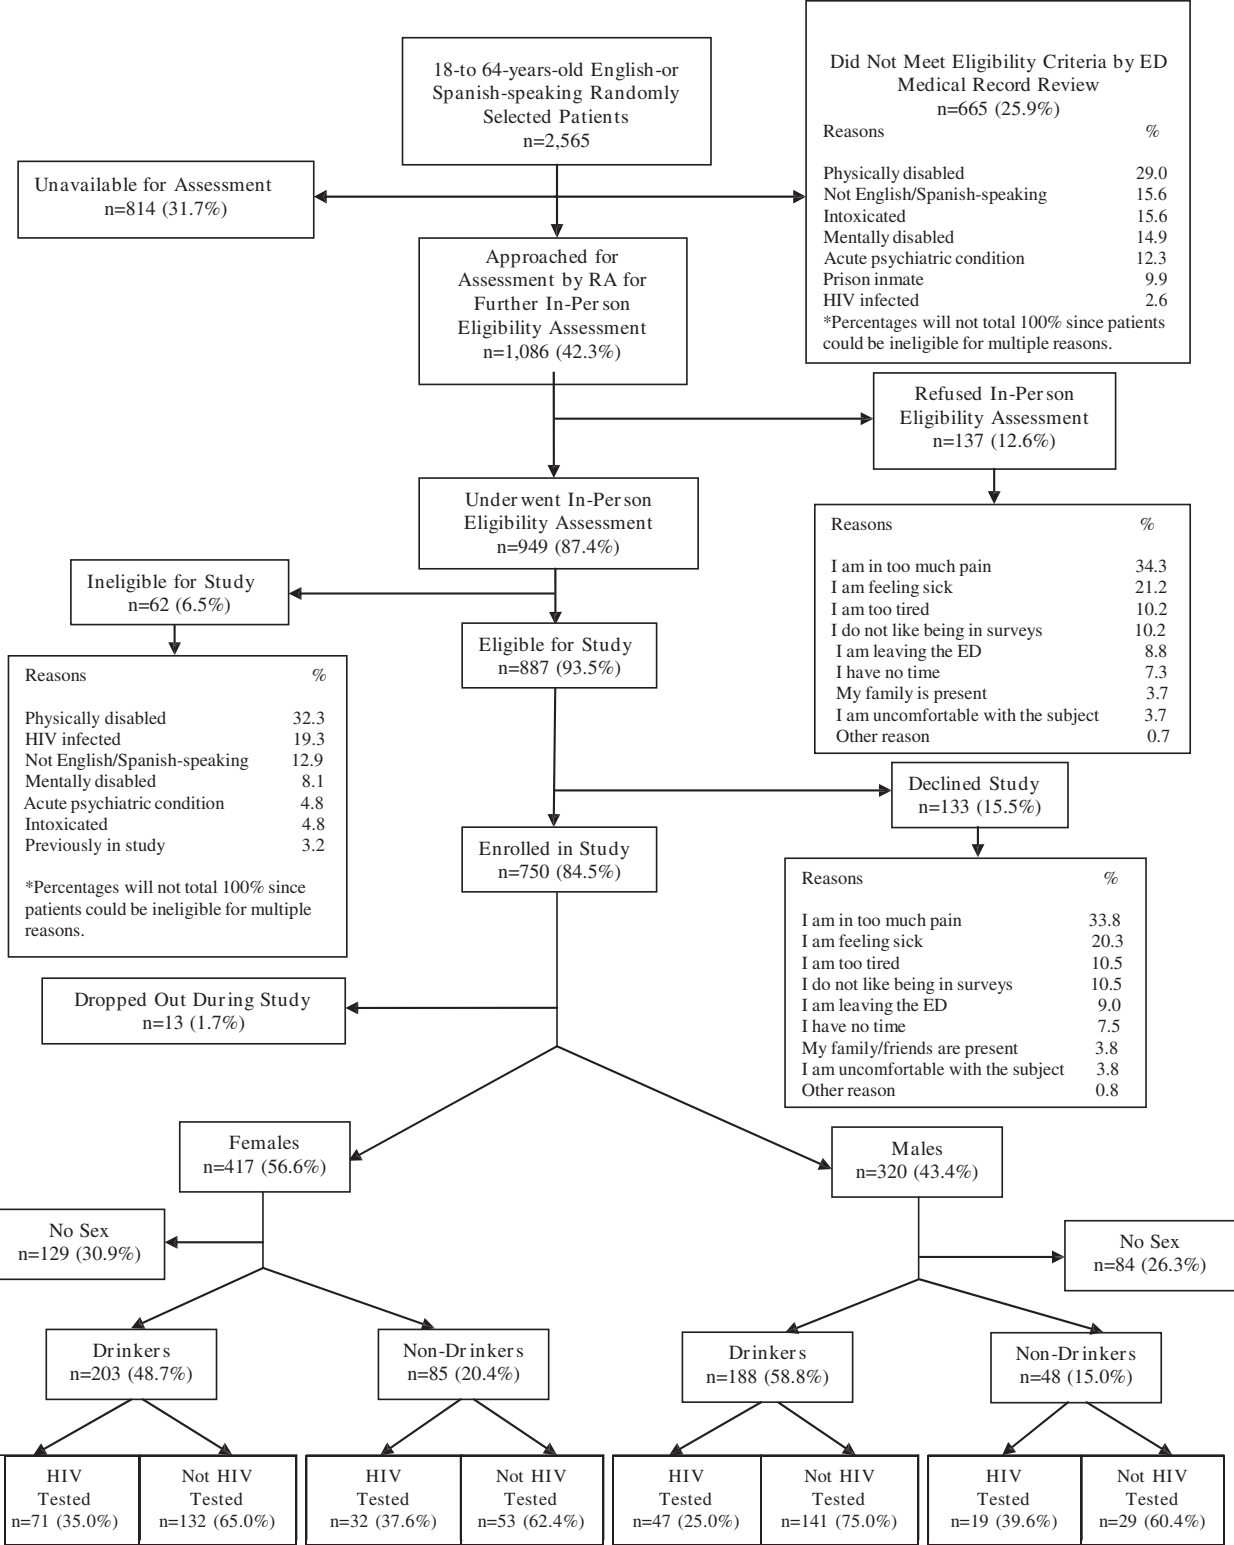 18-to 64-years-old English-or
Spanish-speaking Randomly
Selected Patients
n=2,565
Did Not Meet Eligibility Criteria by ED
Medical Record Review
n=665 (25.9%)
Reasons %
Physically disabled 29.0
Not English/Spanish-speaking 15.6
Intoxicated 15.6
Mentally disabled 14.9
Acute psychiatric condition 12.3
Prison inmate 9.9
HIV infected 2.6
*Percentages will not total 100% since patients
could be ineligible for multiple reasons.
Unavailable for Assessment
n=814 (31.7%)
Approached for
Assessment by RA for
Further In-Person
Eligibility Assessment
n=1,086 (42.3%)
Refused In-Person
Eligibility Assessment
n=137 (12.6%)
Reasons %
I am in too much pain 34.3
I am feeling sick 21.2
I am too tired 10.2
I do not like being in surveys 10.2
I am leaving the ED 8.8
I have no time 7.3
My family is present 3.7
I am uncomfortable with the subject 3.7
Other reason 0.7
Underwent In-Person
Eligibility Assessment
n=949 (87.4%)
Ineligible for Study
n=62 (6.5%)
Reasons %
Physically disabled 32.3
HIV infected 19.3
Not English/Spanish-speaking 12.9
Mentally disabled 8.1
Acute psychiatric condition 4.8
Intoxicated 4.8
Previously in study 3.2
*Percentages will not total 100% since
patients could be ineligible for multiple
reasons.
Eligible for Study
n=887 (93.5%)
Declined Study
n=133 (15.5%)
Reasons %
I am in too much pain 33.8
I am feeling sick 20.3
I am too tired 10.5
I do not like being in surveys 10.5
I am leaving the ED 9.0
I have no time 7.5
My family/friends are present 3.8
I am uncomfortable with the subject 3.8
Other reason 0.8
Enrolled in Study
n=750 (84.5%)
Dropped Out During Study
n=13 (1.7%)
Females
n=417 (56.6%)
Males
n=320 (43.4%)
No Sex
n=129 (30.9%)
No Sex
n=84 (26.3%)
Drinkers
n=203 (48.7%)
Non-Drinkers
n=85 (20.4%)
Drinkers
n=188 (58.8%)
Non-Drinkers
n=48 (15.0%)
HIV
Tested
n=71 (35.0%)
Not HIV
Tested
n=132 (65.0%)
HIV
Tested
n=32 (37.6%)
Not HIV
Tested
n=53 (62.4%)
HIV
Tested
n=47 (25.0%)
Not HIV
Tested
n=141 (75.0%)
HIV
Tested
n=19 (39.6%)
Not HIV
Tested
n=29 (60.4%)